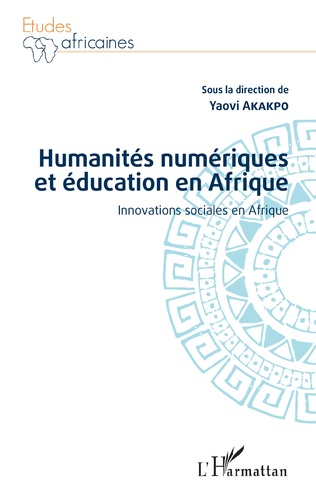 Etudes
africaines
Sous la direction de
Yaovi AKAKPO
Humanités numériques
et éducation en Afrique
Innovations sociales en Afrique
L'Harmattan